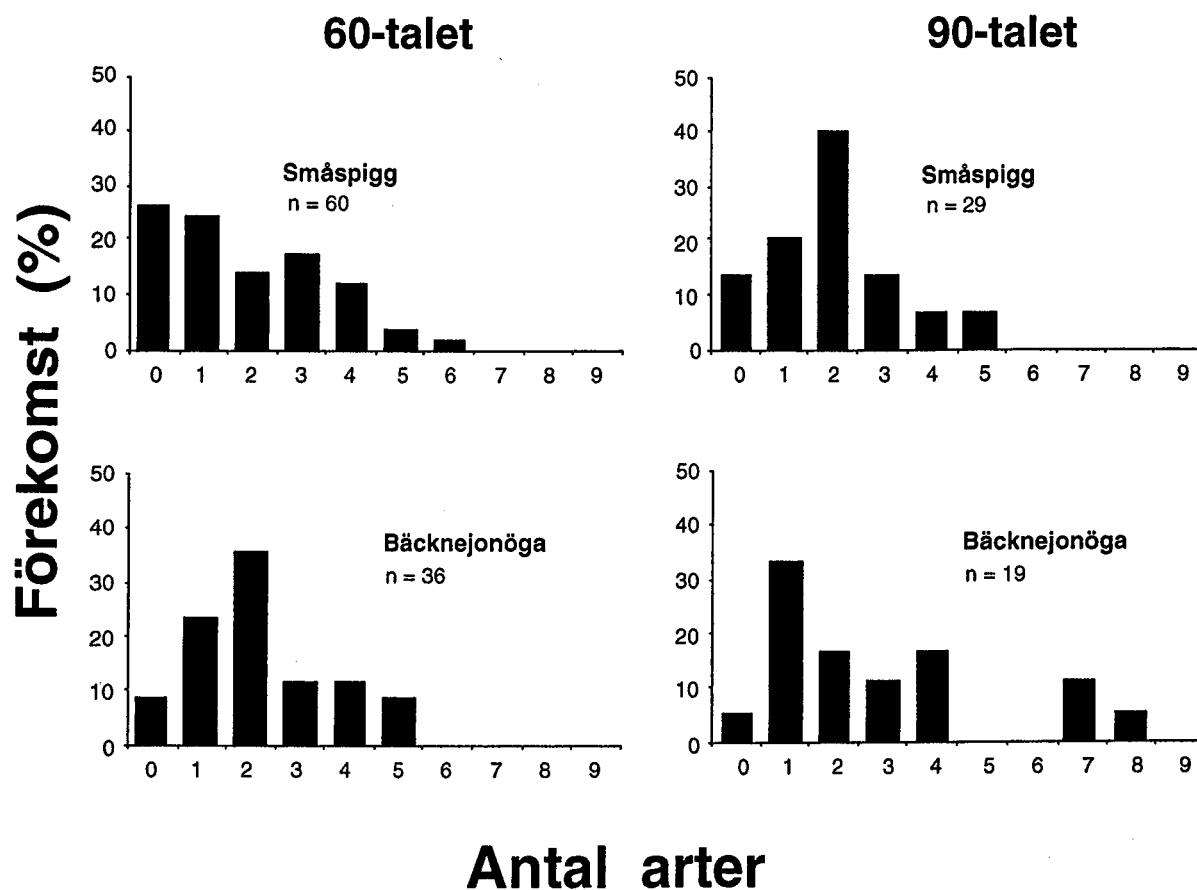 60-talet
90-talet
Förekomst (%)
50
40
30
20
10
0
Småspigg
n = 60
0 1 2 3 4 5 6 7 8 9
50
40
30
20
10
0
Småspigg
n = 29
0 1 2 3 4 5 6 7 8 9
50
40
30
20
10
0
Bäcknejonöga
n = 36
0 1 2 3 4 5 6 7 8 9
50
40
30
20
10
0
Bäcknejonöga
n = 19
0 1 2 3 4 5 6 7 8 9
Antal arter